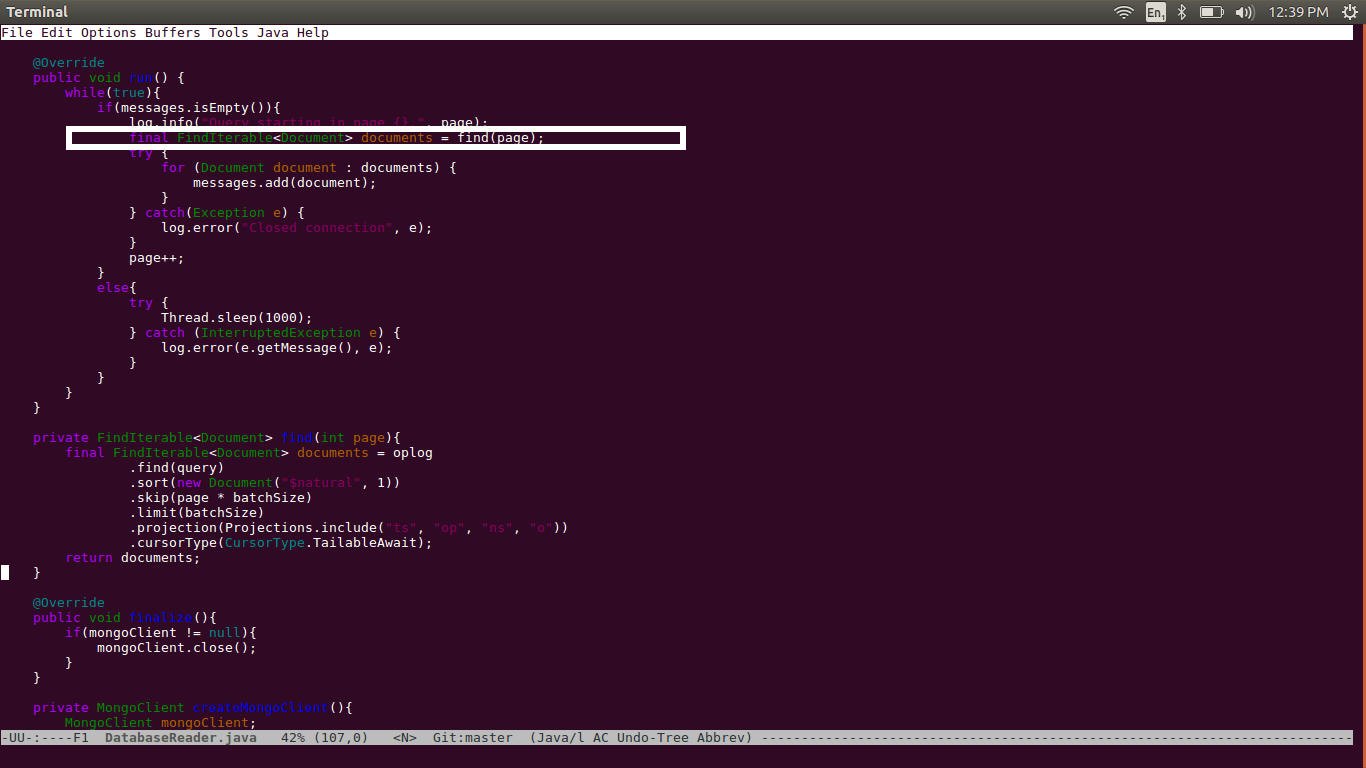 Terminal
En1
12:39 PM
File Edit Options Buffers Tools Java Help
@Override
public void run() {
while(true){
if(messages.isEmpty()){
log.info("Query starting in page {}.", page);
final FindIterable<Document> documents = find(page);
try {
for (Document document : documents) {
messages.add(document);
}
} catch(Exception e) {
log.error("Closed connection", e);
}
page++;
}
else{
try {
Thread.sleep(1000);
} catch (InterruptedException e) {
log.error(e.getMessage(), e);
}
}
}
}
private FindIterable<Document> find(int page){
final FindIterable<Document> documents = oplog
.find(query)
.sort(new Document("$natural", 1))
.skip(page * batchSize)
.limit(batchSize)
.projection(Projections.include("ts", "op", "ns", "o"))
.cursorType(CursorType.TailableAwait);
return documents;
}
@Override
public void finalize(){
if(mongoClient != null){
mongoClient.close();
}
}
private MongoClient createMongoClient(){
MongoClient mongoClient;
-UU-:----F1  DatabaseReader.java   42% (107,0)   <N>  Git:master  (Java/l AC Undo-Tree Abbrev) --------------------------------------------------------------------------